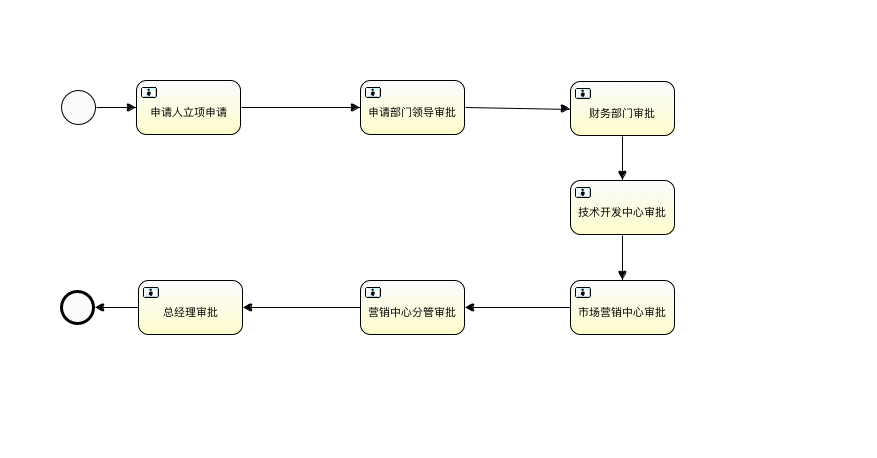 申请人立项申请
申请部门领导审批
财务部门审批
技术开发中心审批
市场营销中心审批
营销中心分管审批
总经理审批